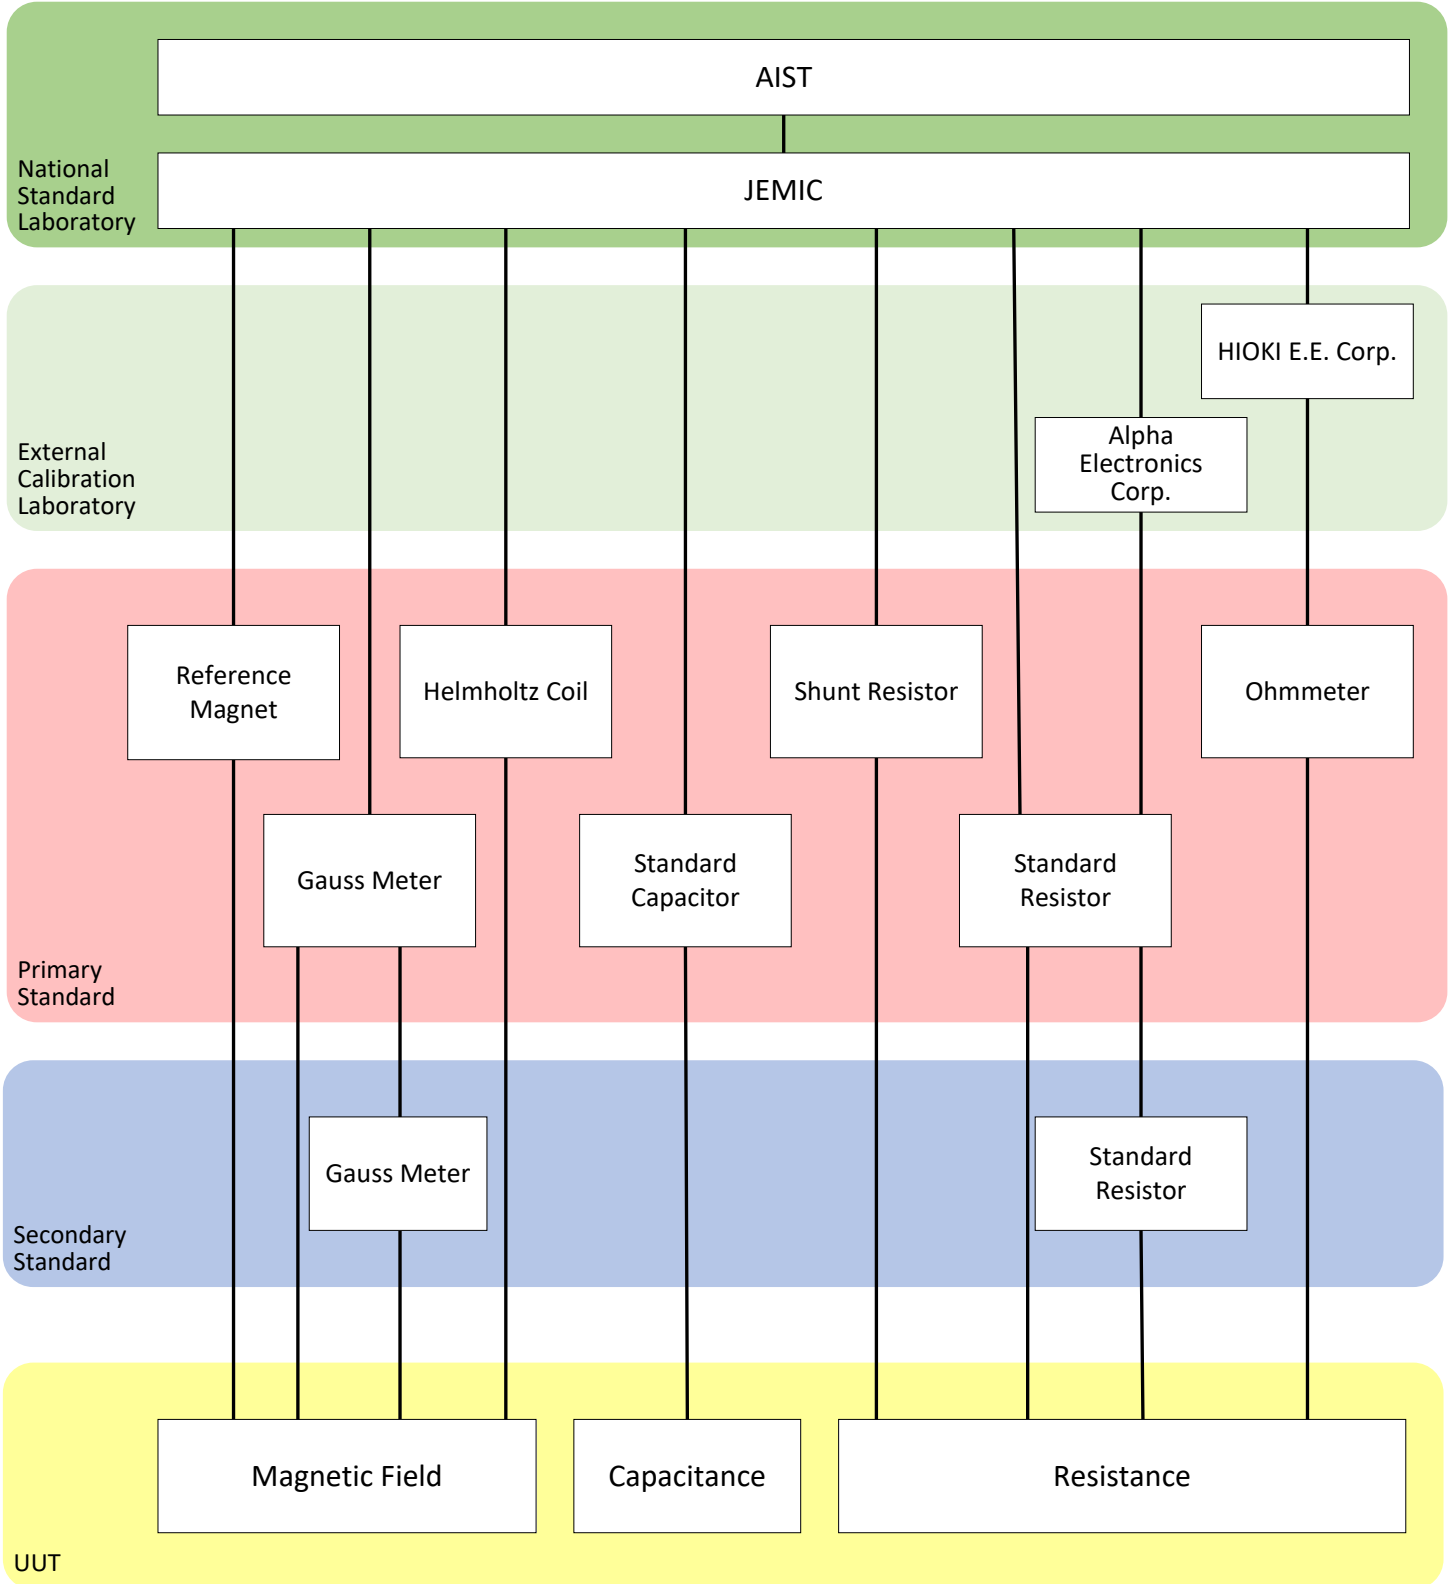 AIST
JEMIC
National
Standard
Laboratory
HIOKI E.E. Corp.
Alpha
Electronics
Corp.
External
Calibration
Laboratory
Reference
Magnet
Helmholtz Coil
Shunt Resistor
Ohmmeter
Gauss Meter
Standard
Capacitor
Standard
Resistor
Primary
Standard
Gauss Meter
Standard
Resistor
Secondary
Standard
Magnetic Field
Capacitance
Resistance
UUT